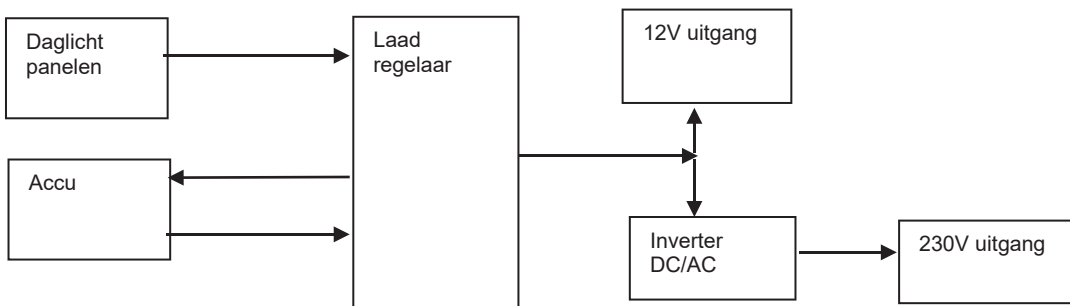 Daglicht
panelen
Laad
regelaar
12V uitgang
Accu
Inverter
DC/AC
230V uitgang